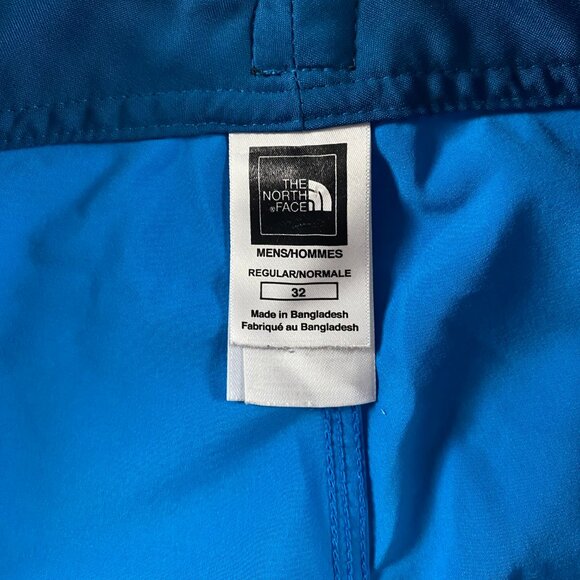 THE
NORTH
®FACE
MENS/HOMMES
REGULAR/NORMALE
32
Made in Bangladesh
Fabriqué au Bangladesh